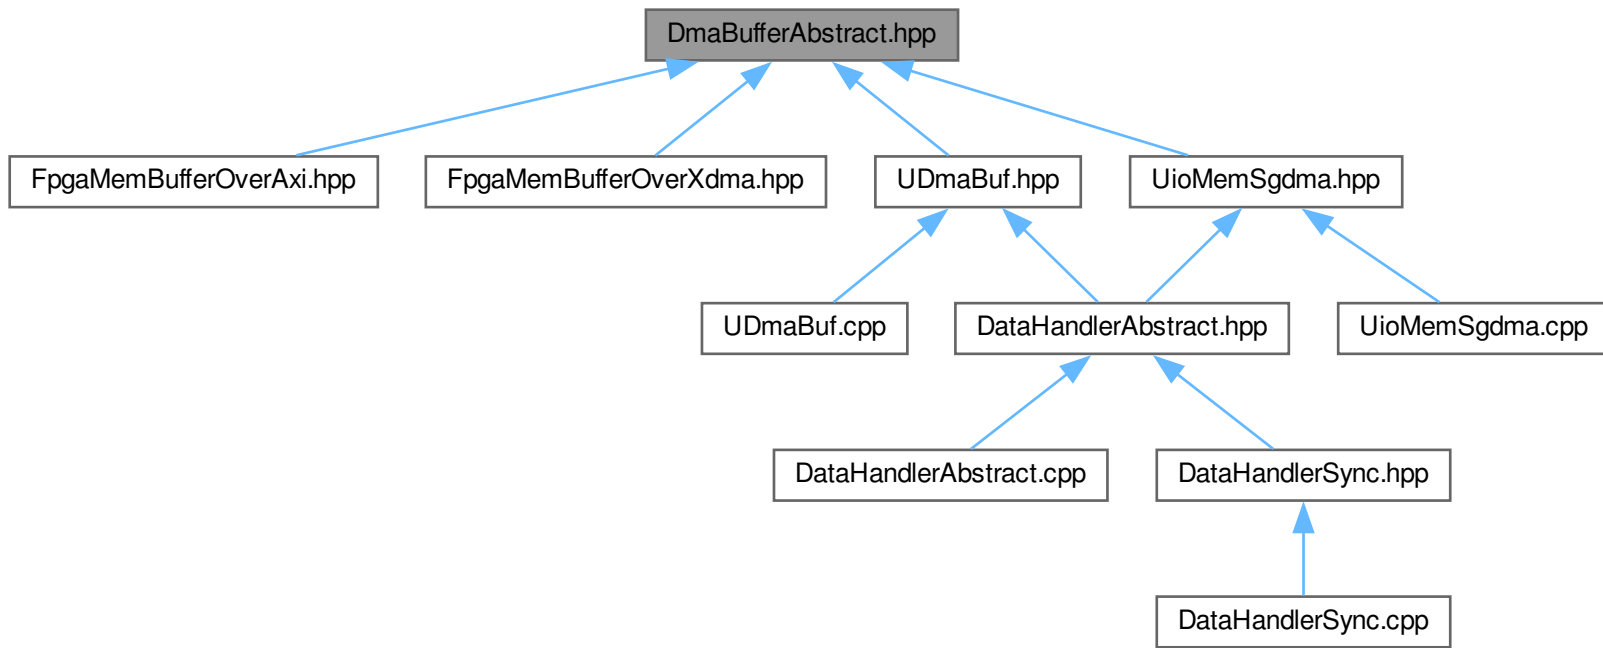 DmaBufferAbstract.hpp
FpgaMemBufferOverAxi.hpp
FpgaMemBufferOverXdma.hpp
UDmaBuf.hpp
UioMemSgdma.hpp
UDmaBuf.cpp
DataHandlerAbstract.hpp
UioMemSgdma.cpp
DataHandlerAbstract.cpp
DataHandlerSync.hpp
DataHandlerSync.cpp